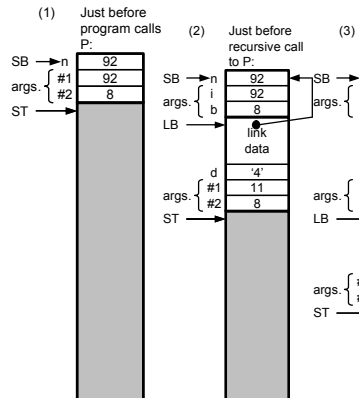 (1)
Just before
program calls
P:
SB
n
92
args.
#1
92
#2
8
ST
(2)
Just before
recursive call
to P:
SB
n
92
args.
i
92
b
8
LB
link
data
d
‘4’
args.
#1
11
#2
8
ST
(3)
SB
args.
args.
LB
args.
#
#
ST